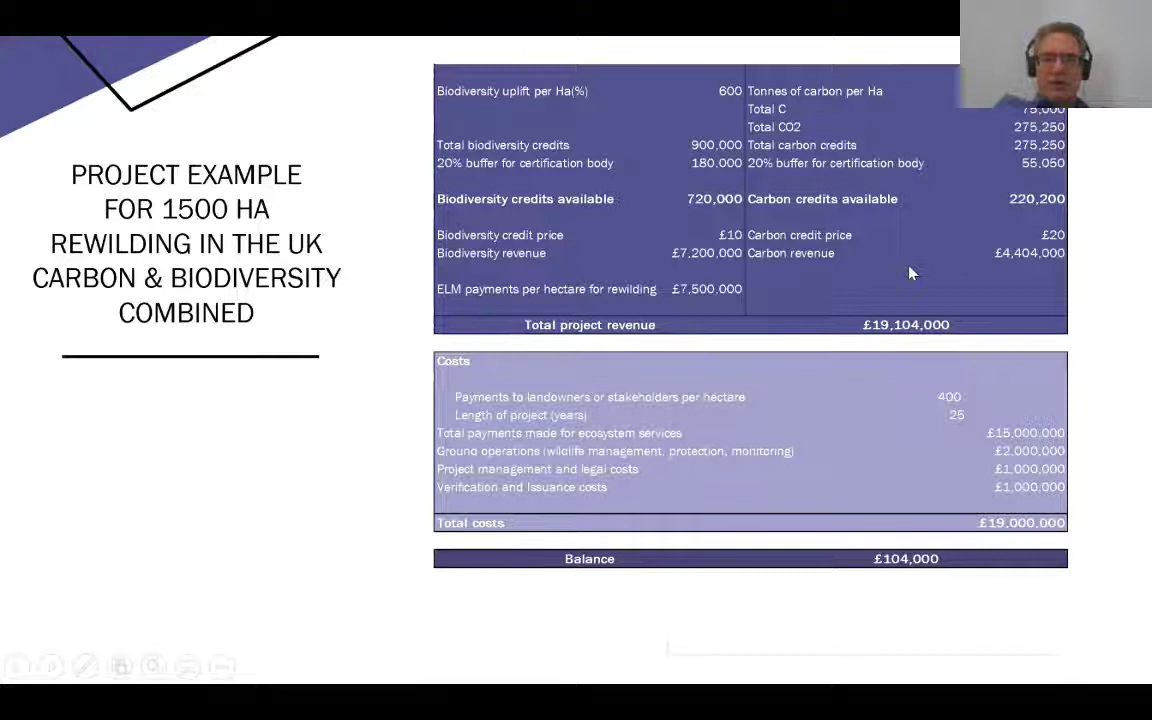 PROJECT EXAMPLE
FOR 1500 HA
REWILDING IN THE UK
CARBON & BIODIVERSITY
COMBINED
Biodiversity uplift per Ha(%) 600 Tonnes of carbon per Ha
Total C 75,000
Total CO2 275,250
Total biodiversity credits 900,000 Total carbon credits 275,250
20% buffer for certification body 180,000 20% buffer for certification body 55,050
Biodiversity credits available 720,000 Carbon credits available 220,200
Biodiversity credit price £10 Carbon credit price £20
Biodiversity revenue £7,200,000 Carbon revenue £4,404,000
ELM payments per hectare for rewilding £7,500,000
Total project revenue £19,104,000
Costs
Payments to landowners or stakeholders per hectare 400
Length of project (years) 25
Total payments made for ecosystem services £15,000,000
Ground operations (wildlife management, protection, monitoring) £2,000,000
Project management and legal costs £1,000,000
Verification and Issuance costs £1,000,000
Total costs £19,000,000
Balance £104,000